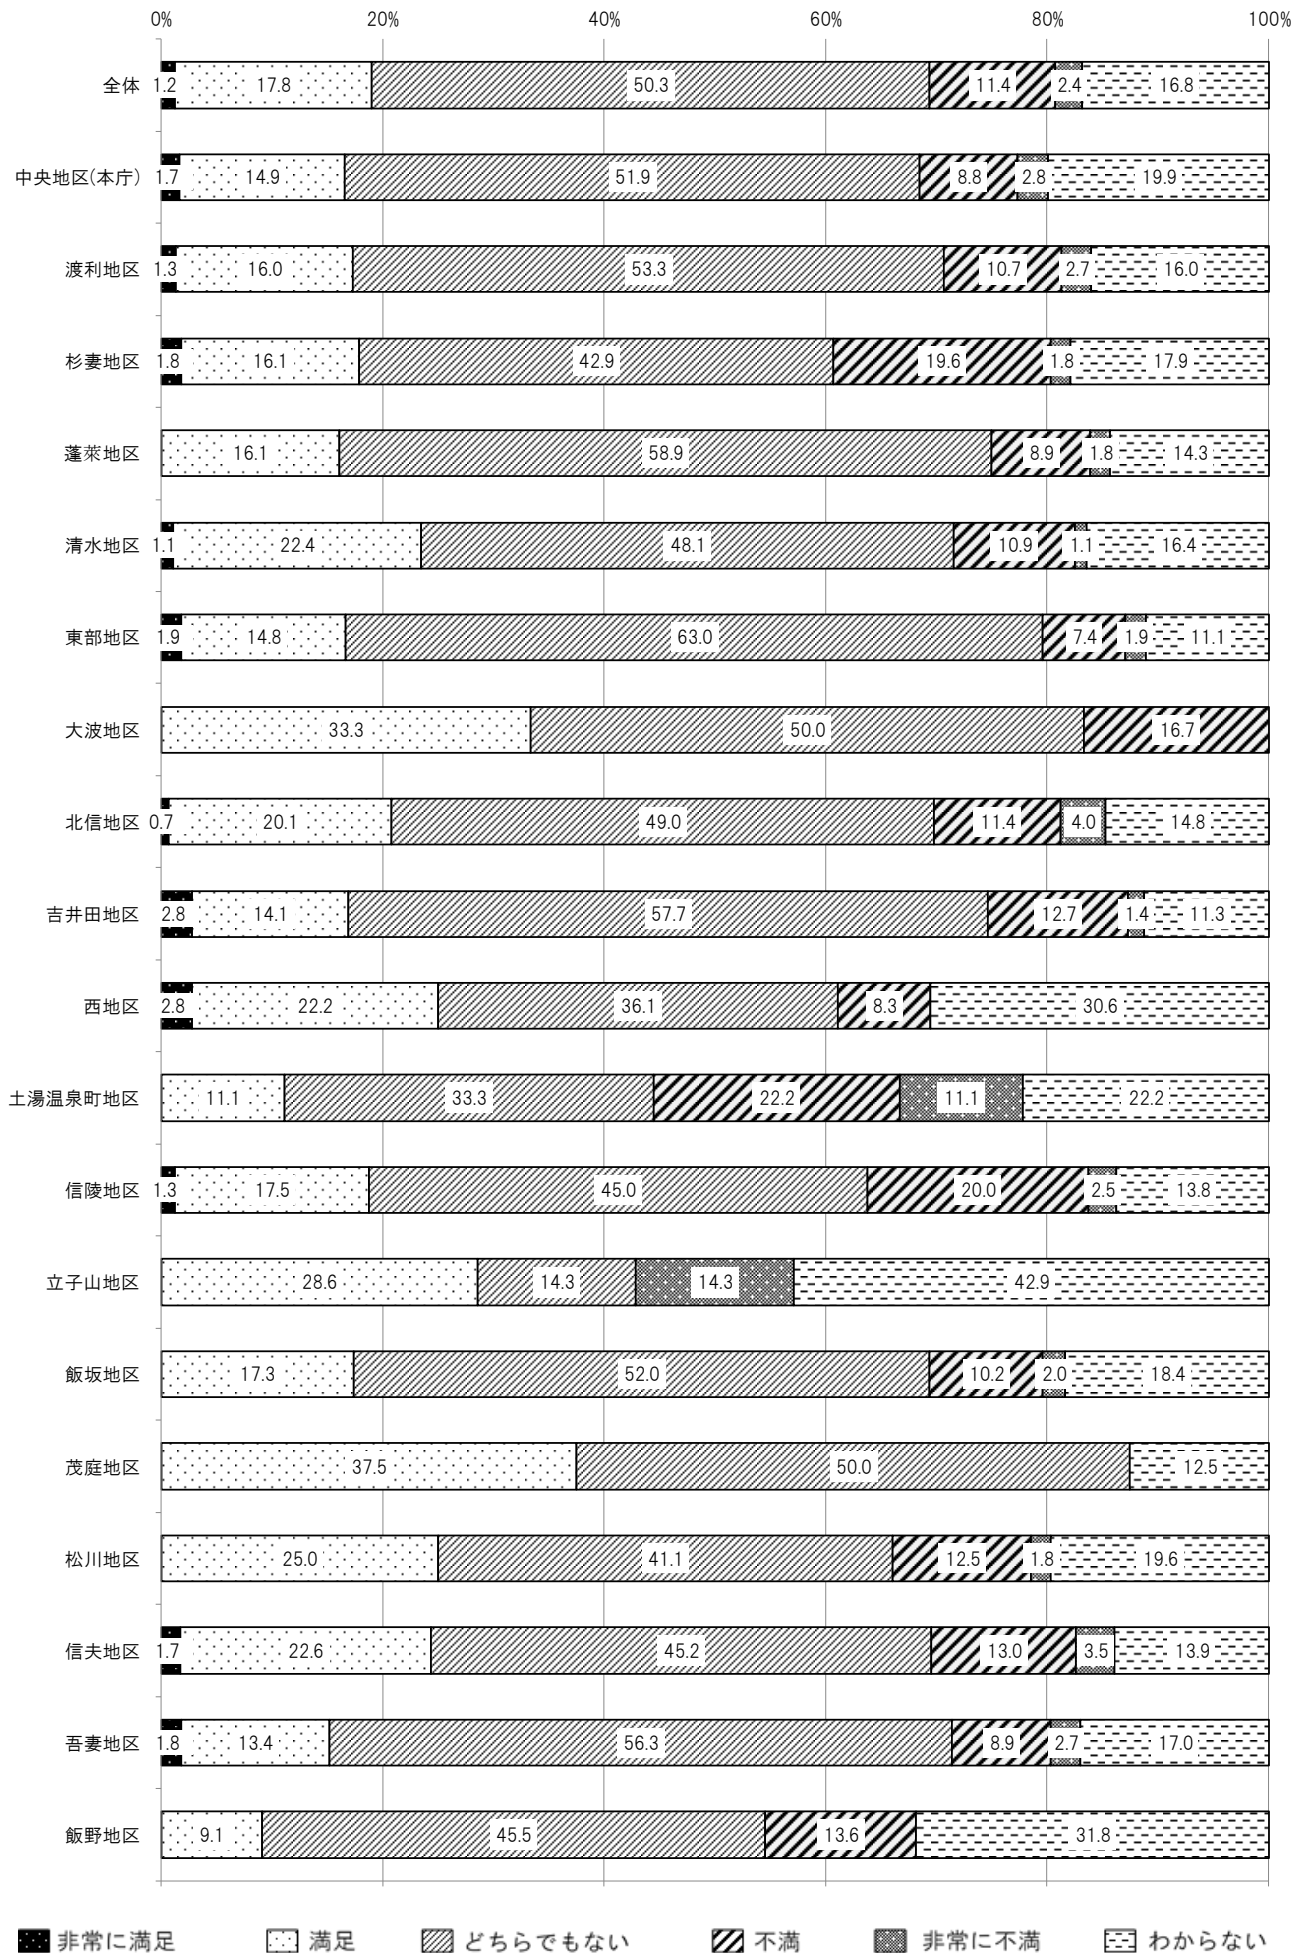 0% 20% 40% 60% 80% 100%
全体 1.2 17.8 50.3 11.4 2.4 16.8
中央地区(本庁) 1.7 14.9 51.9 8.8 2.8 19.9
渡利地区 1.3 16.0 53.3 10.7 2.7 16.0
杉妻地区 1.8 16.1 42.9 19.6 1.8 17.9
蓬萊地区 16.1 58.9 8.9 1.8 14.3
清水地区 1.1 22.4 48.1 10.9 1.1 16.4
東部地区 1.9 14.8 63.0 7.4 1.9 11.1
大波地区 33.3 50.0 16.7
北信地区 0.7 20.1 49.0 11.4 4.0 14.8
吉井田地区 2.8 14.1 57.7 12.7 1.4 11.3
西地区 2.8 22.2 36.1 8.3 30.6
土湯温泉町地区 11.1 33.3 22.2 11.1 22.2
信陵地区 1.3 17.5 45.0 20.0 2.5 13.8
立子山地区 28.6 14.3 14.3 42.9
飯坂地区 17.3 52.0 10.2 2.0 18.4
茂庭地区 37.5 50.0 12.5
松川地区 25.0 41.1 12.5 1.8 19.6
信夫地区 1.7 22.6 45.2 13.0 3.5 13.9
吾妻地区 1.8 13.4 56.3 8.9 2.7 17.0
飯野地区 9.1 45.5 13.6 31.8
非常に満足 満足 どちらでもない 不満 非常に不満 わからない